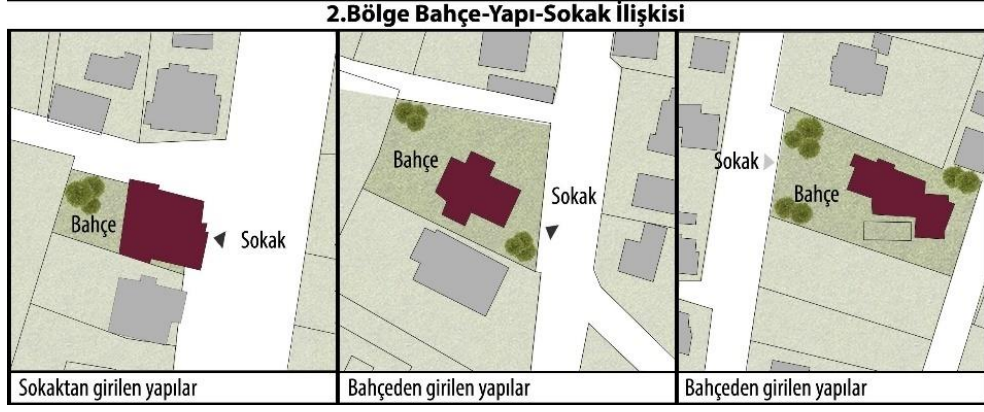 2.Bölge Bahçe-Yapı-Sokak İlişkisi
Bahçe
Sokak
Sokaktan girilen yapılar
Bahçe
Sokak
Bahçeden girilen yapılar
Sokak
Bahçe
Bahçeden girilen yapılar